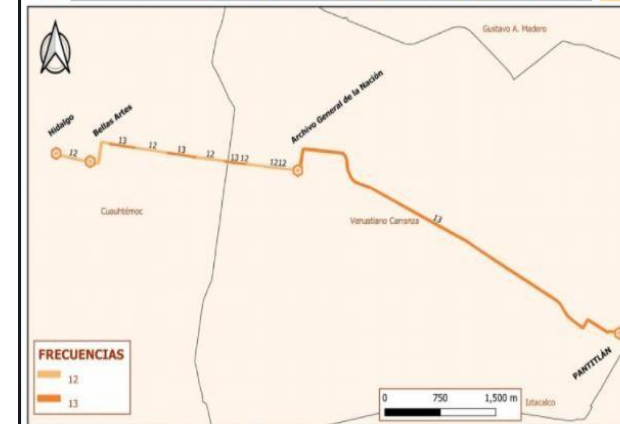 Gustavo A. Madero
Hidalgo
Bellas Artes
Archivo General de la Nación
12
13
12
13
12
13 12
1212
Cuauhtémoc
Venustiano Carranza
13
PANTITLÁN
FRECUENCIAS
12
13
0 750 1,500 m
Iztacalco